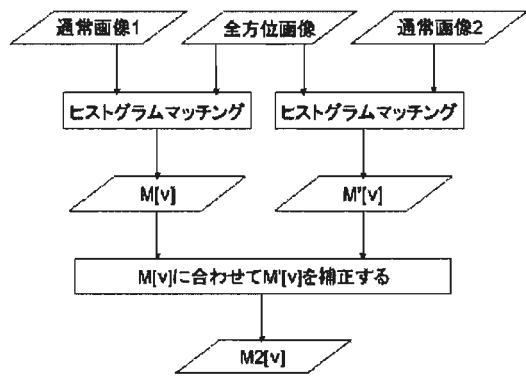 通常画像1
全方位画像
通常画像2
ヒストグラムマッチング
ヒストグラムマッチング
M[v]
M'[v]
M[v]に合わせてM'[v]を補正する
M2[v]